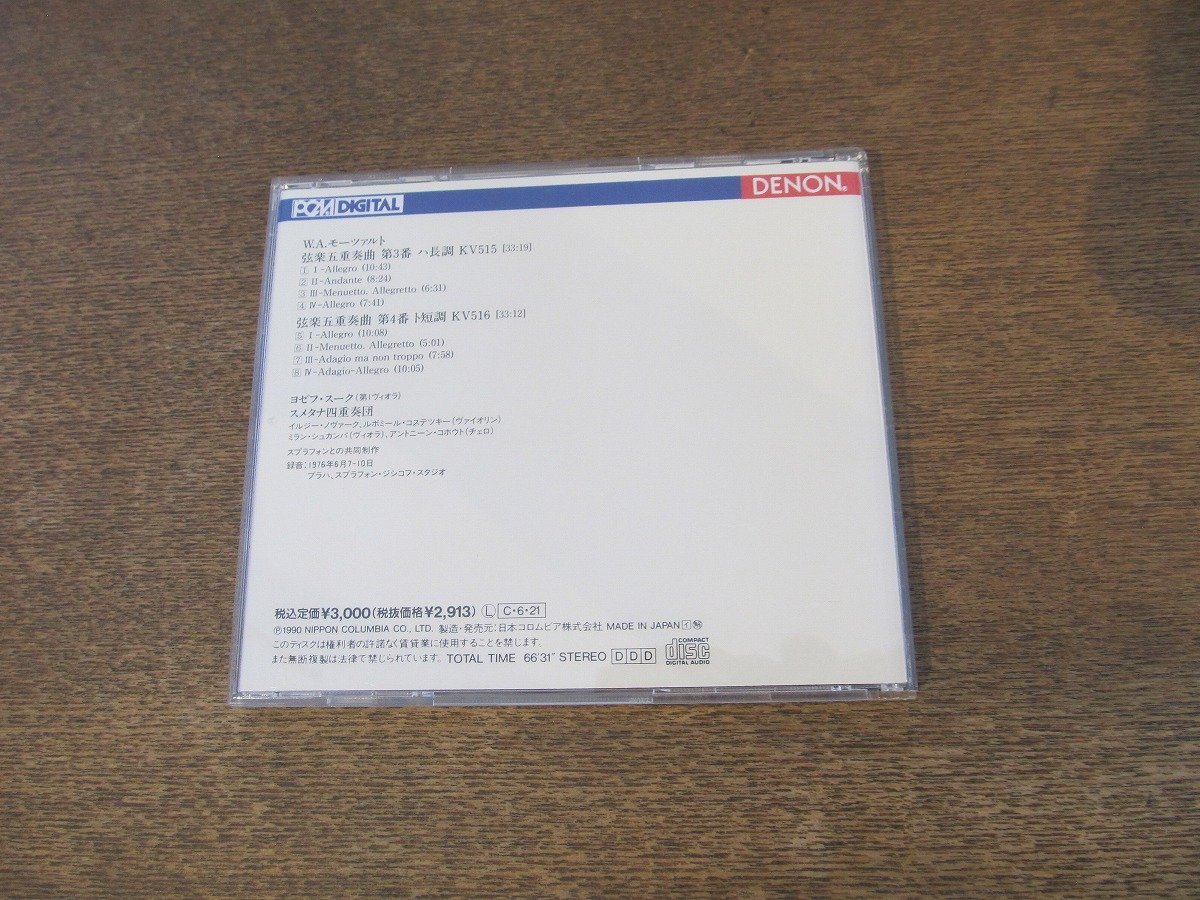 PCM DIGITAL
DENON®
W.A.モーツァルト
弦楽五重奏曲 第3番 ハ長調 KV515 [33:19]
1 Ⅰ-Allegro (10:43)
2 Ⅱ-Andante (8:24)
3 Ⅲ-Menuetto. Allegretto (6:31)
4 Ⅳ-Allegro (7:41)
弦楽五重奏曲 第4番 ト短調 KV516 [33:12]
5 Ⅰ-Allegro (10:08)
6 Ⅱ-Menuetto. Allegretto (5:01)
7 Ⅲ-Adagio ma non troppo (7:58)
8 Ⅳ-Adagio-Allegro (10:05)
ヨゼフ・スーク(第1ヴィオラ)
スメタナ四重奏団
イルジー・ノヴァーク、ルボミール・コステツキー(ヴァイオリン)
ミラン・シュカンパ(ヴィオラ)、アントニーン・コホウト(チェロ)
スプラフォンとの共同制作
録音:1976年6月7-10日
プラハ、スプラフォン・ジシコフ・スタジオ
税込定価¥3,000(税抜価格¥2,913) Ⓛ C・6・21
Ⓟ1990 NIPPON COLUMBIA CO., LTD. 製造・発売元:日本コロムビア株式会社 MADE IN JAPAN イ
このディスクは権利者の許諾なく賃貸業に使用することを禁じます。
また無断複製は法律で禁じられています。 TOTAL TIME 66'31" STEREO DDD
COMPACT disc DIGITAL AUDIO